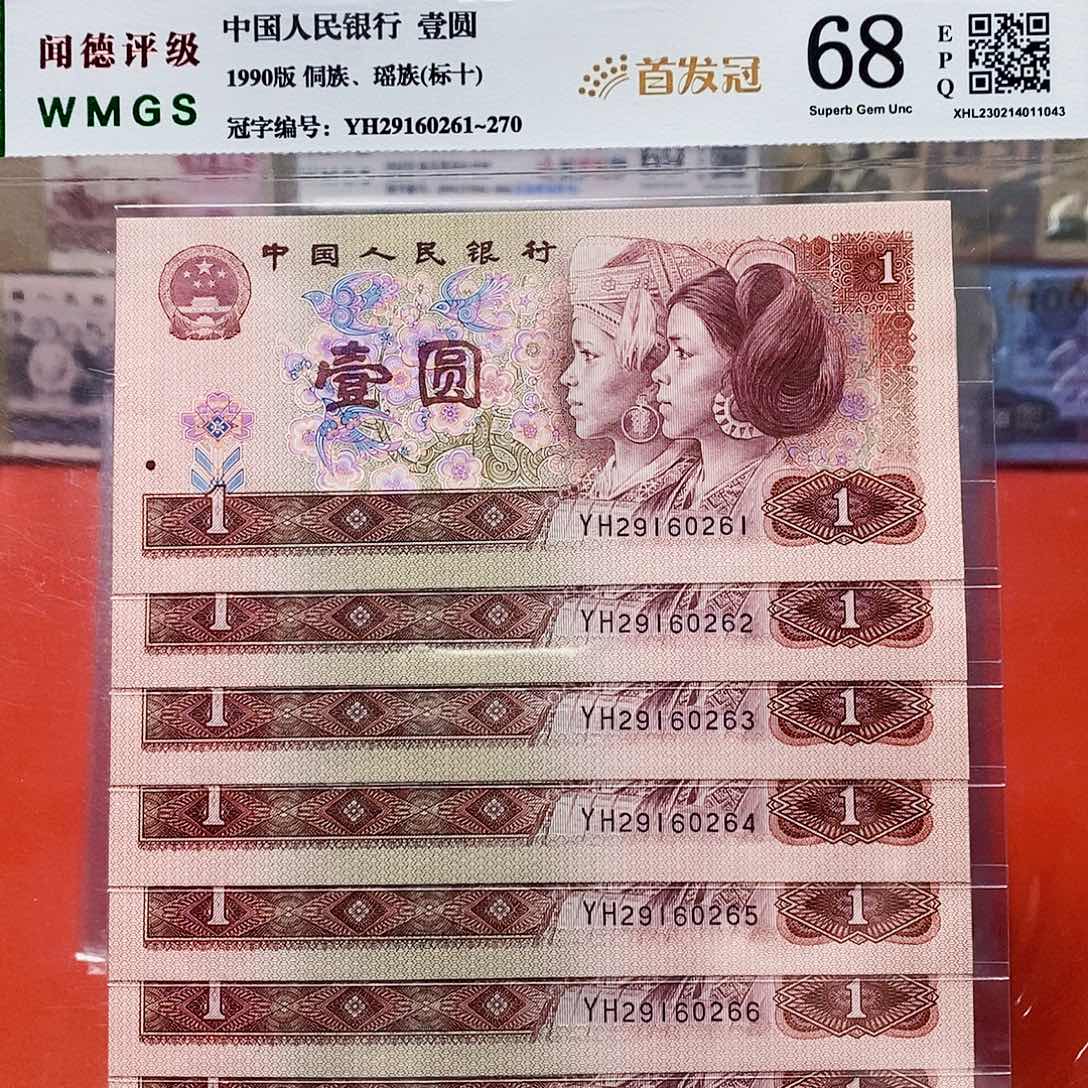 闻德评级
WMGS
中国人民银行 壹圆
1990版 侗族、瑶族(标十)
冠字编号：YH29160261~270
首发冠
68
Superb Gem Unc
EPQ
XHL230214011043
中国人民银行
1
壹圆
1
YH29160261
1
1
YH29160262
1
1
YH29160263
1
1
YH29160264
1
1
YH29160265
1
1
YH29160266
1